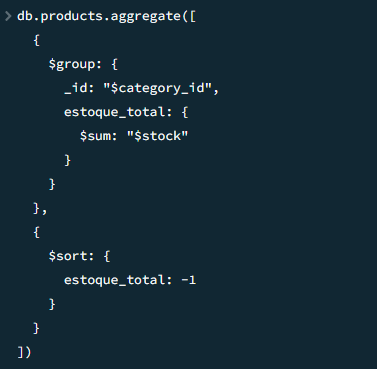 db.products.aggregate([
  {
    $group: {
      _id: "$category_id",
      estoque_total: {
        $sum: "$stock"
      }
    }
  },
  {
    $sort: {
      estoque_total: -1
    }
  }
])